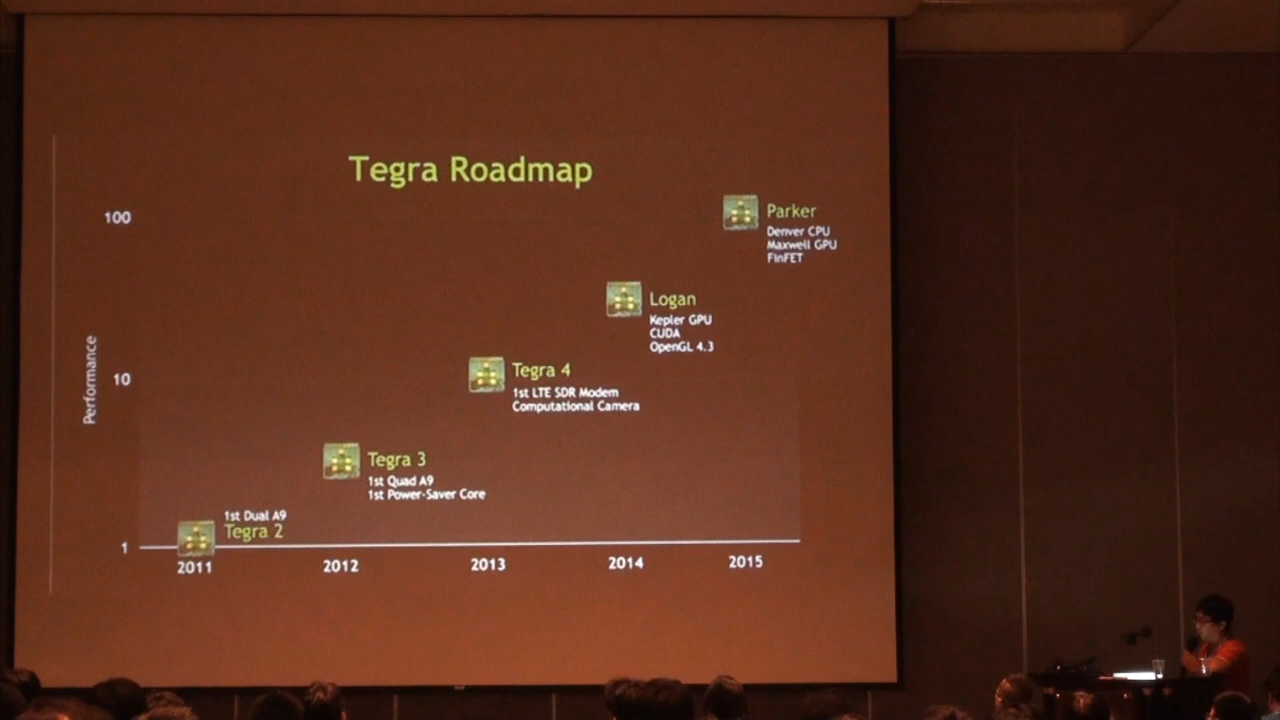 Tegra Roadmap
100
Parker
Denver CPU
Maxwell GPU
FinFET
Logan
Kepler GPU
CUDA
OpenGL 4.3
Performance
10
Tegra 4
1st LTE SDR Modem
Computational Camera
Tegra 3
1st Quad A9
1st Power-Saver Core
1st Dual A9
Tegra 2
1
2011
2012
2013
2014
2015